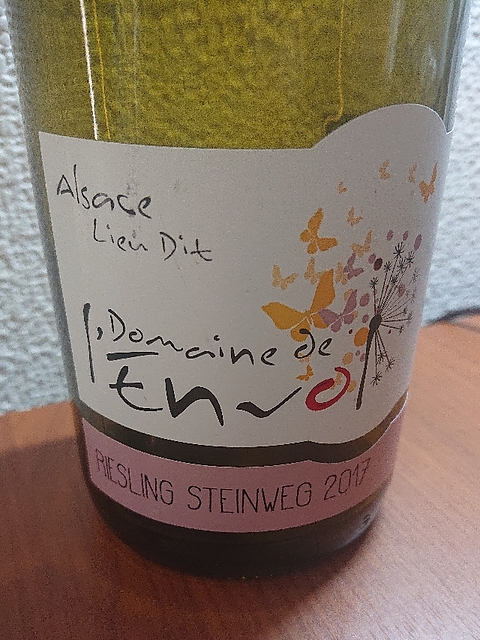 Alsace
Lieu Dit
Domaine de
l'Envol
RIESLING STEINWEG 2017